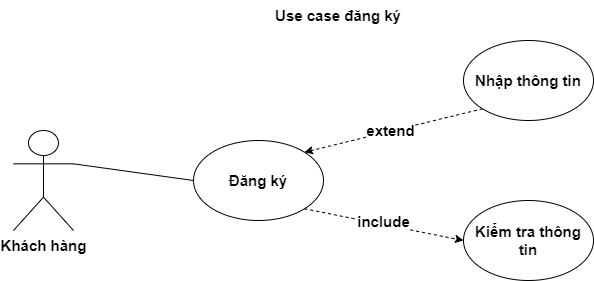 Use case đăng ký
Nhập thông tin
extend
Đăng ký
include
Kiểm tra thông
tin
Khách hàng